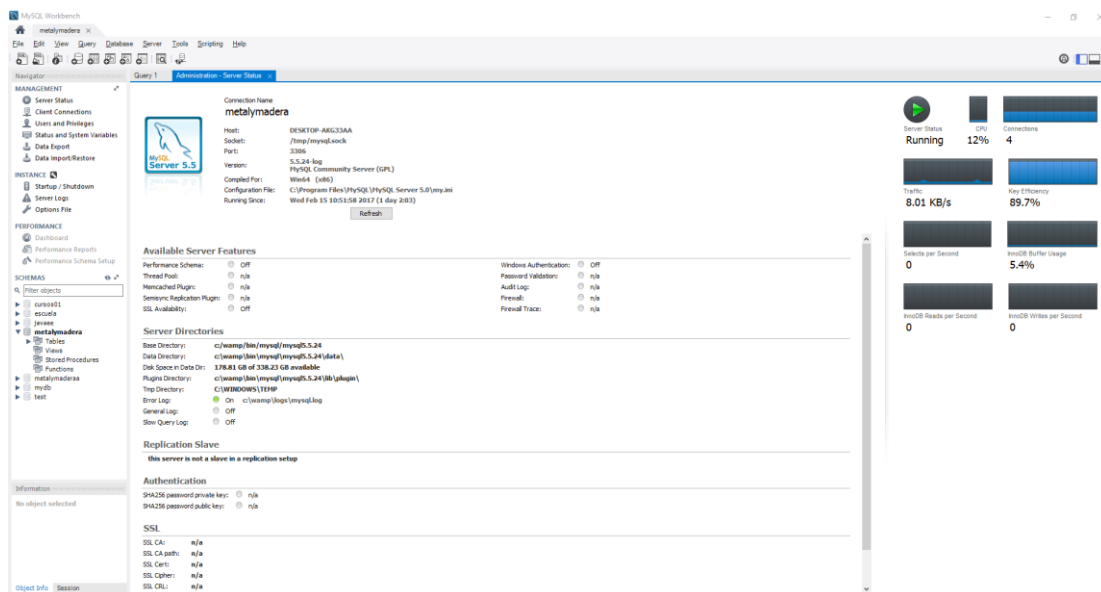 MySQL Workbench
metalymadera
File Edit View Query Database Server Tools Scripting Help
Navigator
MANAGEMENT
Server Status
Client Connections
Users and Privileges
Status and System Variables
Data Export
Data Import/Restore
INSTANCE
Startup / Shutdown
Server Logs
Options File
PERFORMANCE
Dashboard
Performance Reports
Performance Schema Setup
SCHEMAS
Filter objects
cursos01
escuela
javaee
metalymadera
Tables
Views
Stored Procedures
Functions
metalymaderaa
mydb
test
Information
No object selected
Object Info Session
Query 1 Administration - Server Status
MySQL
Server 5.5
Connection Name
metalymadera
Host: DESKTOP-AKG33AA
Socket: /tmp/mysql.sock
Port: 3306
Version: 5.5.24-log
MySQL Community Server (GPL)
Compiled For: Win64 (x86)
Configuration File: C:\Program Files\MySQL\MySQL Server 5.0\my.ini
Running Since: Wed Feb 15 10:51:58 2017 (1 day 2:03)
Refresh
Available Server Features
Performance Schema: Off Windows Authentication: Off
Thread Pool: n/a Password Validation: n/a
Memcached Plugin: n/a Audit Log: n/a
Semisync Replication Plugin: n/a Firewall: n/a
SSL Availability: Off Firewall Trace: n/a
Server Directories
Base Directory: c:/wamp/bin/mysql/mysql5.5.24
Data Directory: c:\wamp\bin\mysql\mysql5.5.24\data\
Disk Space in Data Dir: 178.81 GB of 338.23 GB available
Plugins Directory: c:\wamp\bin\mysql\mysql5.5.24\lib\plugin\
Tmp Directory: C:\WINDOWS\TEMP
Error Log: On c:\wamp\logs\mysql.log
General Log: Off
Slow Query Log: Off
Replication Slave
this server is not a slave in a replication setup
Authentication
SHA256 password private key: n/a
SHA256 password public key: n/a
SSL
SSL CA: n/a
SSL CA path: n/a
SSL Cert: n/a
SSL Cipher: n/a
SSL CRL: n/a
Server Status CPU Connections
Running 12% 4
Traffic Key Efficiency
8.01 KB/s 89.7%
Selects per Second InnoDB Buffer Usage
0 5.4%
InnoDB Reads per Second InnoDB Writes per Second
0 0